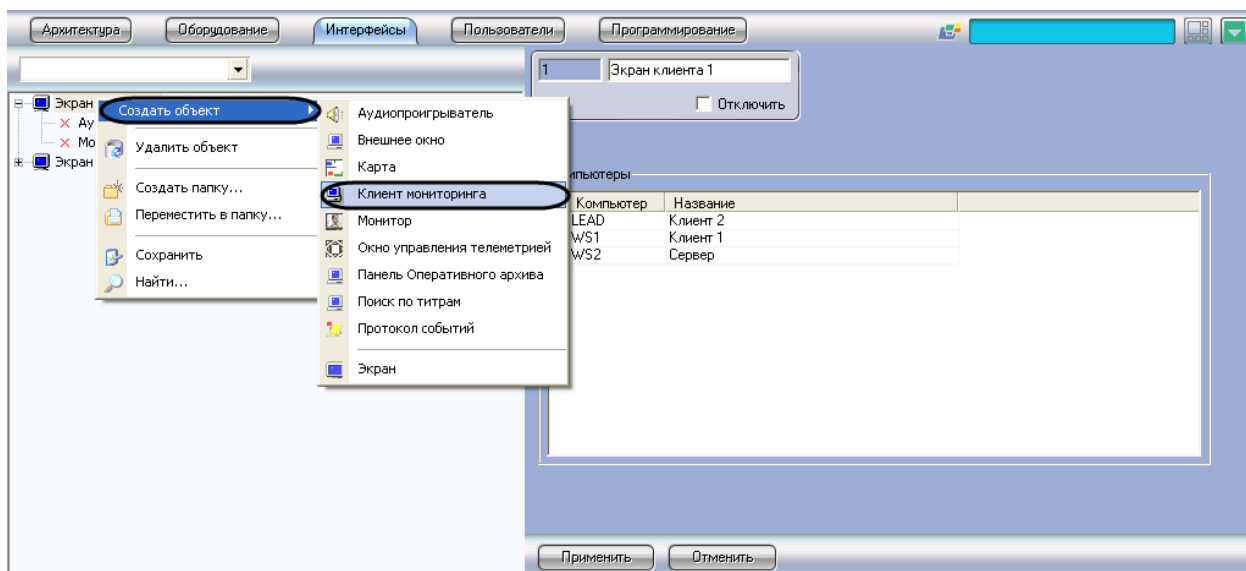 Архитектура Оборудование Интерфейсы Пользователи Программирование
1 Экран клиента 1
Отключить
Экран
Ау
Мо
Экран
Создать объект
Удалить объект
Создать папку...
Переместить в папку...
Сохранить
Найти...
Аудиопроигрыватель
Внешнее окно
Карта
Клиент мониторинга
Монитор
Окно управления телеметрией
Панель Оперативного архива
Поиск по титрам
Протокол событий
Экран
мпьютеры
Компьютер Название
LEAD Клиент 2
WS1 Клиент 1
WS2 Сервер
Применить Отменить